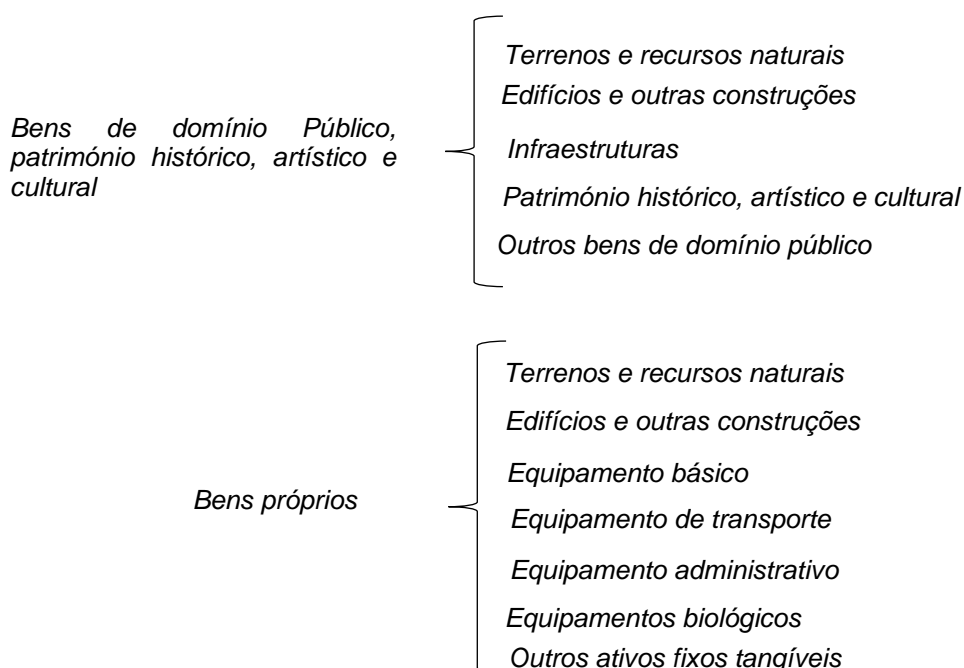 Bens de domínio Público,
património histórico, artístico e
cultural
Terrenos e recursos naturais
Edifícios e outras construções
Infraestruturas
Património histórico, artístico e cultural
Outros bens de domínio público
Bens próprios
Terrenos e recursos naturais
Edifícios e outras construções
Equipamento básico
Equipamento de transporte
Equipamento administrativo
Equipamentos biológicos
Outros ativos fixos tangíveis